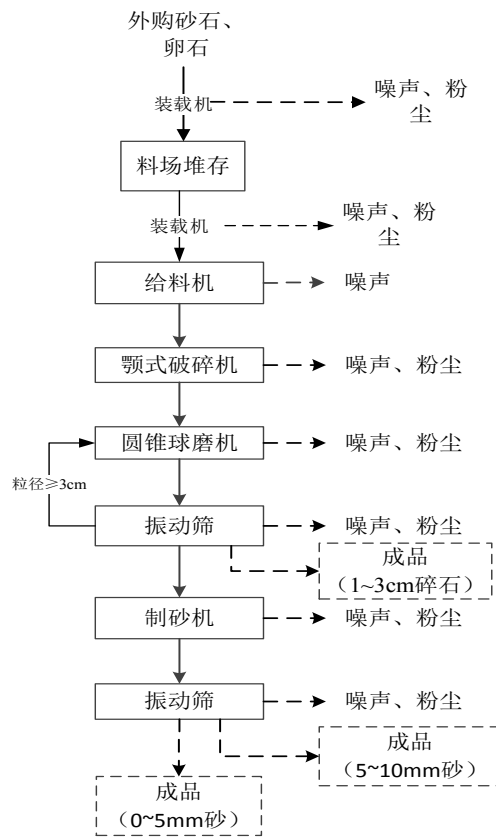 外购砂石、
卵石
装载机
噪声、粉
尘
料场堆存
装载机
噪声、粉
尘
给料机
噪声
颚式破碎机
噪声、粉尘
圆锥球磨机
噪声、粉尘
粒径≥3cm
振动筛
噪声、粉尘
成品
（1~3cm碎石）
制砂机
噪声、粉尘
振动筛
噪声、粉尘
成品
（5~10mm砂）
成品
（0~5mm砂）